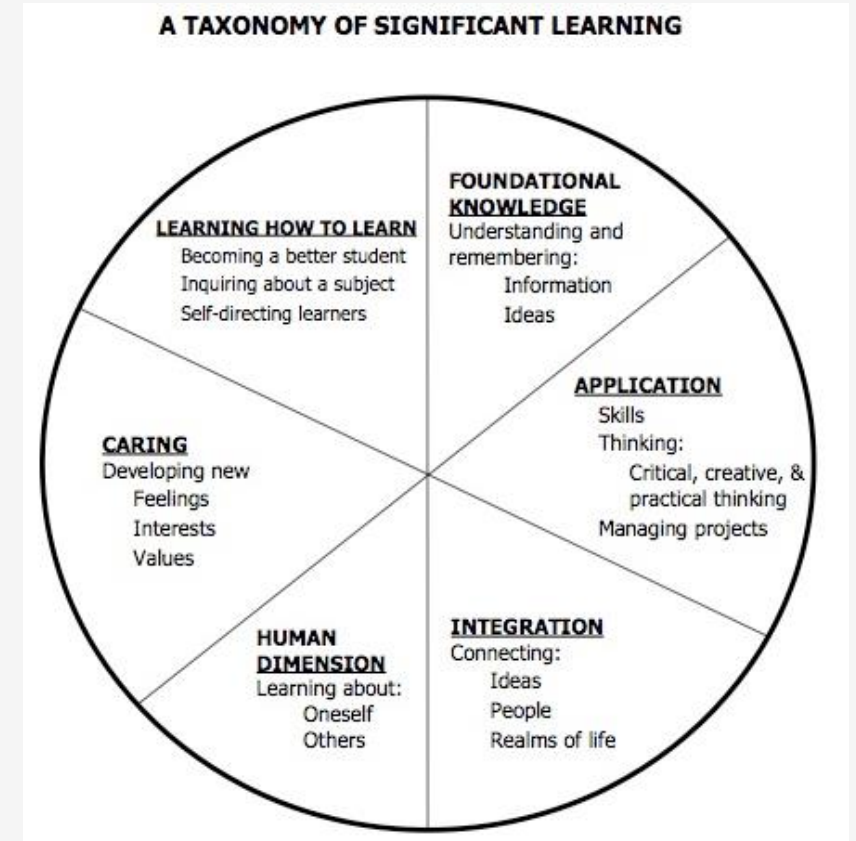 A TAXONOMY OF SIGNIFICANT LEARNING
FOUNDATIONAL
KNOWLEDGE
Understanding and
remembering:
Information
Ideas
APPLICATION
Skills
Thinking:
Critical, creative, &
practical thinking
Managing projects
INTEGRATION
Connecting:
Ideas
People
Realms of life
HUMAN
DIMENSION
Learning about:
Oneself
Others
CARING
Developing new
Feelings
Interests
Values
LEARNING HOW TO LEARN
Becoming a better student
Inquiring about a subject
Self-directing learners